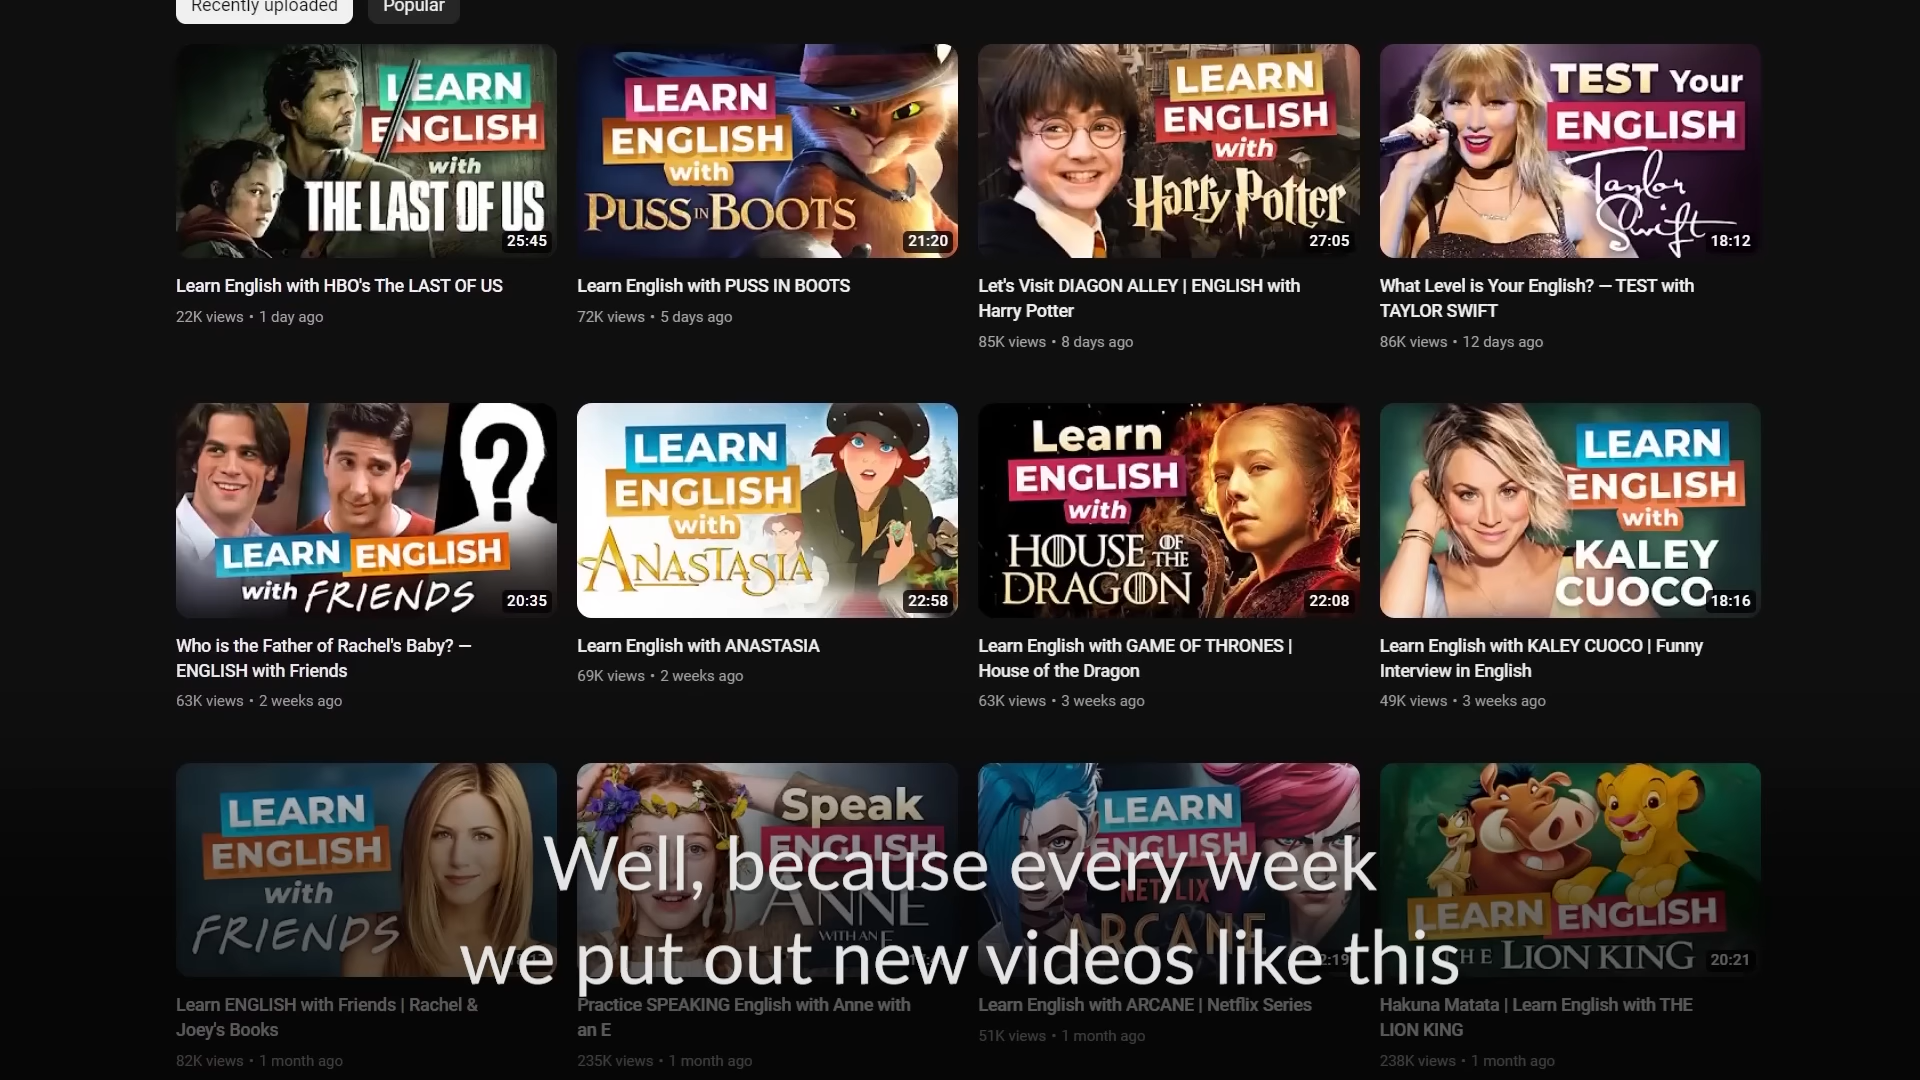 Recently uploaded
Popular
LEARN
ENGLISH
with
THE LAST OF US
25:45
LEARN
ENGLISH
with
PUSS IN BOOTS
21:20
LEARN
ENGLISH
with
Harry Potter
27:05
TEST Your
ENGLISH
Taylor
Swift
18:12
Learn English with HBO's The LAST OF US
22K views • 1 day ago
Learn English with PUSS IN BOOTS
72K views • 5 days ago
Let's Visit DIAGON ALLEY | ENGLISH with
Harry Potter
85K views • 8 days ago
What Level is Your English? — TEST with
TAYLOR SWIFT
86K views • 12 days ago
LEARN ENGLISH
with FRIENDS
20:35
LEARN
ENGLISH
with
ANASTASIA
22:58
Learn
ENGLISH
with
HOUSE OF THE
DRAGON
22:08
LEARN
ENGLISH
with
KALEY
CUOCO
18:16
Who is the Father of Rachel's Baby? —
ENGLISH with Friends
63K views • 2 weeks ago
Learn English with ANASTASIA
69K views • 2 weeks ago
Learn English with GAME OF THRONES |
House of the Dragon
63K views • 3 weeks ago
Learn English with KALEY CUOCO | Funny
Interview in English
49K views • 3 weeks ago
LEARN
ENGLISH
with
FRIENDS
Speak
ENGLISH
ANNE
WITH AN E
LEARN
ENGLISH
NETFLIX
ARCANE
LEARN ENGLISH
THE LION KING
20:21
Well, because every week
we put out new videos like this
Learn ENGLISH with Friends | Rachel &
Joey's Books
82K views • 1 month ago
Practice SPEAKING English with Anne with
an E
235K views • 1 month ago
Learn English with ARCANE | Netflix Series
51K views • 1 month ago
Hakuna Matata | Learn English with THE
LION KING
238K views • 1 month ago